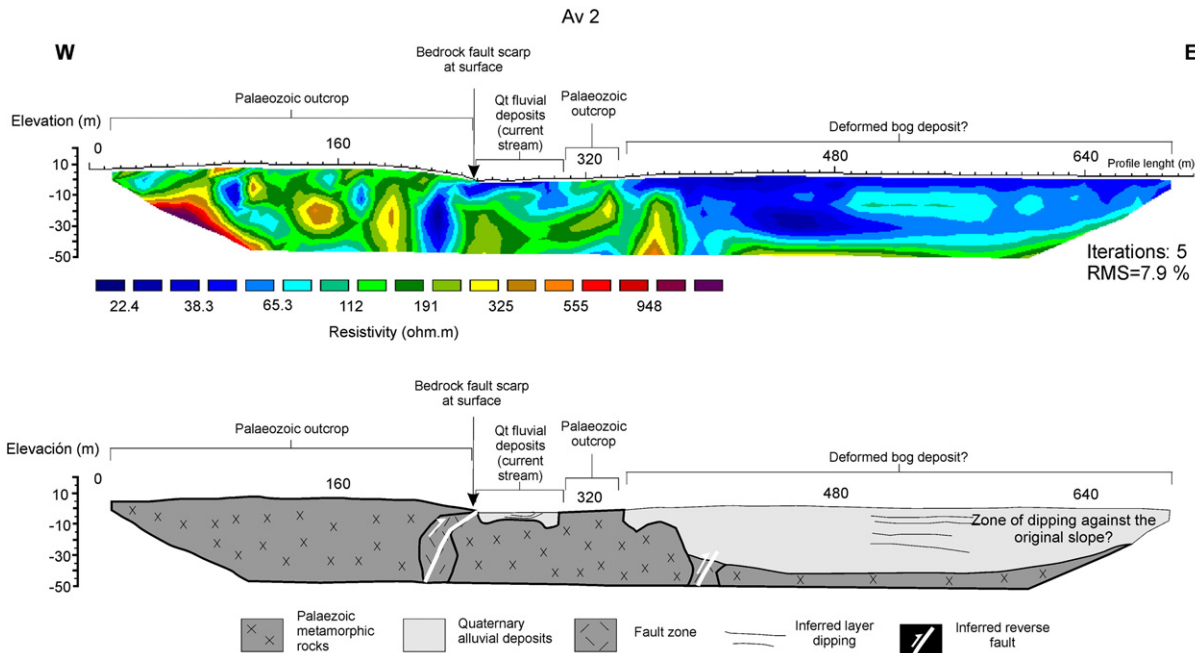 Av 2
W
E
Bedrock fault scarp
at surface
Palaeozoic outcrop
Qt fluvial
deposits
(current
stream)
Palaeozoic
outcrop
Deformed bog deposit?
Elevation (m)
0
160
320
480
640
Profile lenght (m)
10
-10
-30
-50
Iterations: 5
RMS=7.9 %
22.4
38.3
65.3
112
191
325
555
948
Resistivity (ohm.m)
Bedrock fault scarp
at surface
Palaeozoic outcrop
Qt fluvial
deposits
(current
stream)
Palaeozoic
outcrop
Deformed bog deposit?
Elevación (m)
0
160
320
480
640
10
-10
-30
-50
Zone of dipping against the
original slope?
Palaezoic
metamorphic
rocks
Quaternary
alluvial deposits
Fault zone
Inferred layer
dipping
Inferred reverse
fault